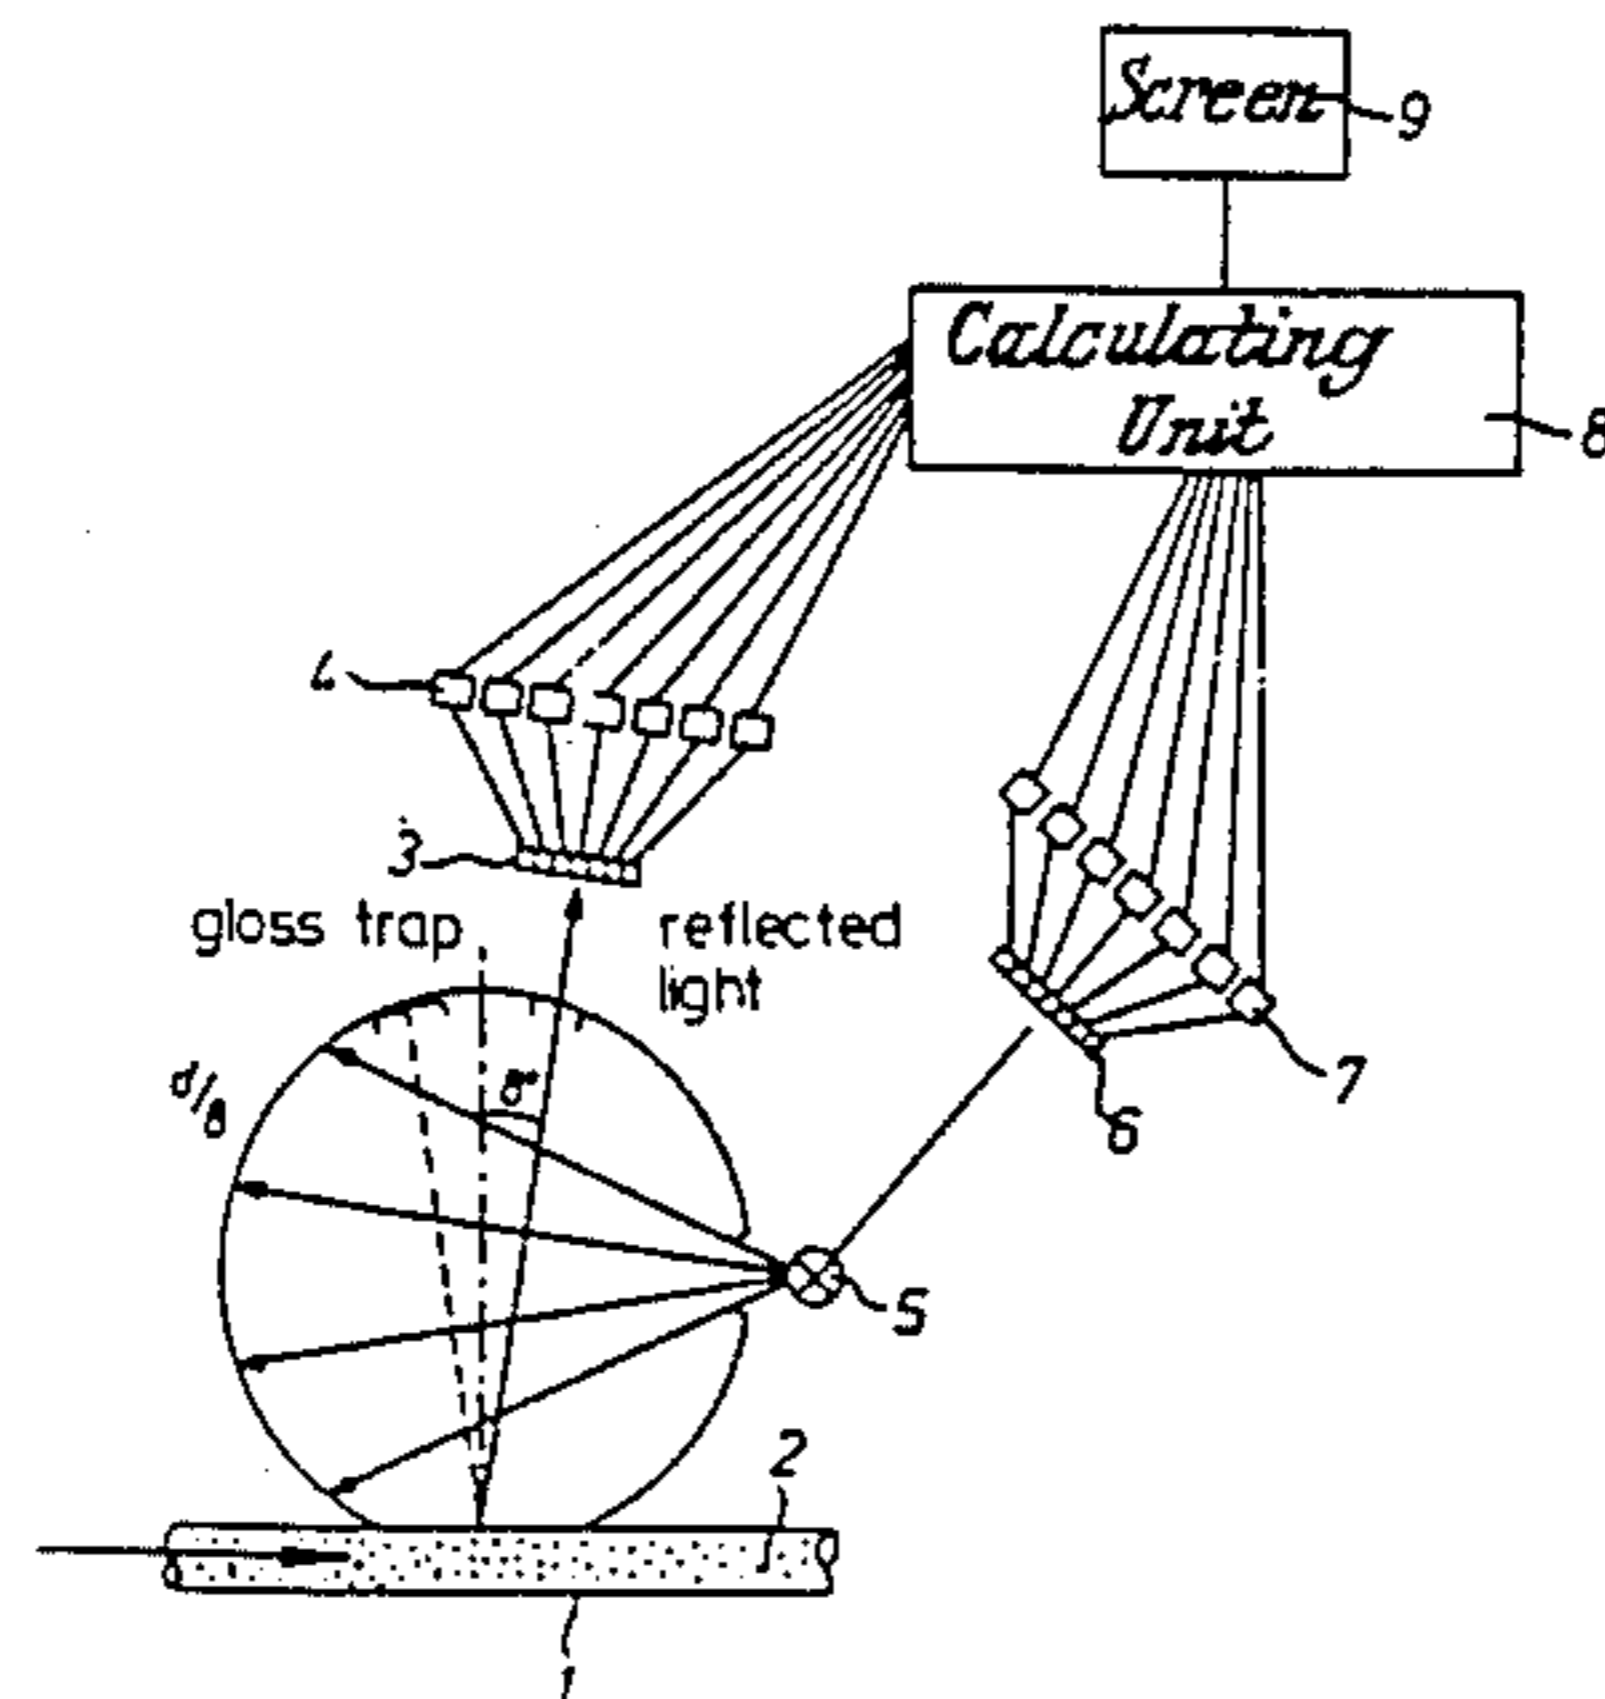 Screen
9
Calculating
Unit
8
4
3
gloss trap
reflected
light
d/8
8°
7
6
5
2
1